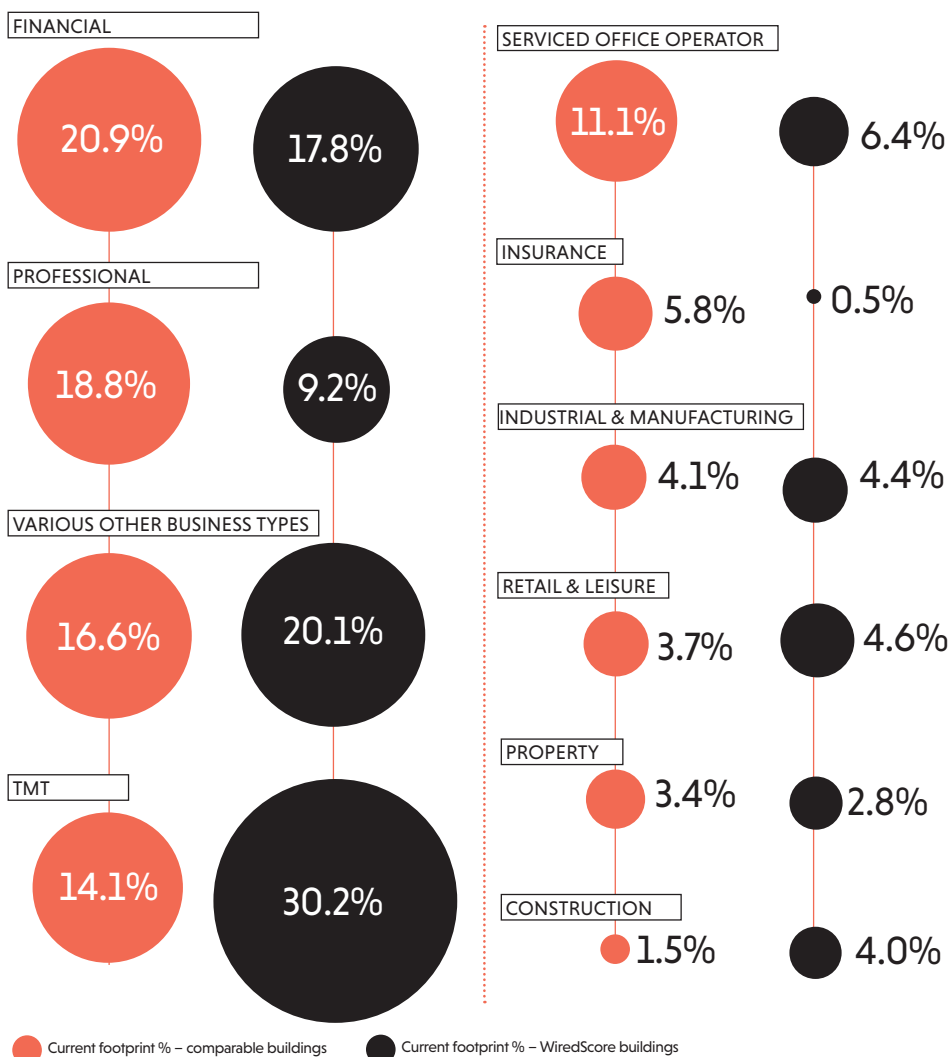 FINANCIAL
20.9%
17.8%
PROFESSIONAL
18.8%
9.2%
VARIOUS OTHER BUSINESS TYPES
16.6%
20.1%
TMT
14.1%
30.2%
SERVICED OFFICE OPERATOR
11.1%
6.4%
INSURANCE
5.8%
0.5%
INDUSTRIAL & MANUFACTURING
4.1%
4.4%
RETAIL & LEISURE
3.7%
4.6%
PROPERTY
3.4%
2.8%
CONSTRUCTION
1.5%
4.0%
Current footprint % – comparable buildings
Current footprint % – WiredScore buildings